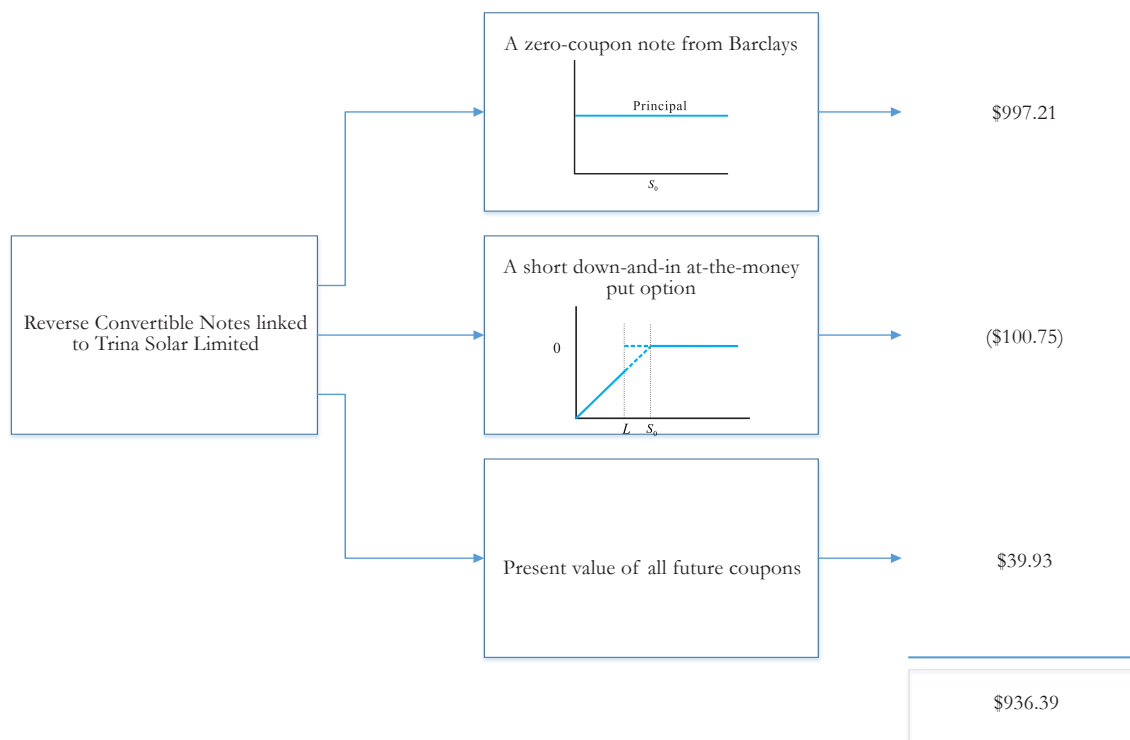 A zero-coupon note from Barclays
Principal
S₀
$997.21
Reverse Convertible Notes linked
to Trina Solar Limited
A short down-and-in at-the-money
put option
0
L S₀
($100.75)
Present value of all future coupons
$39.93
$936.39